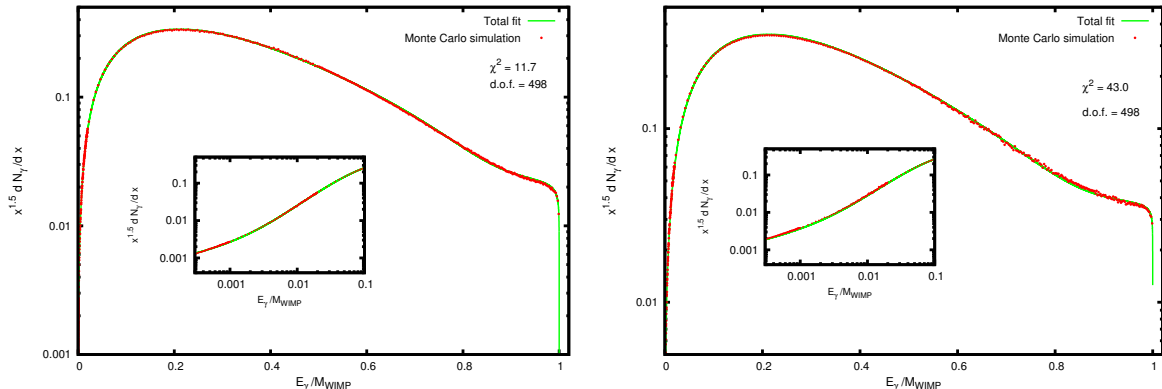 Total fit
Monte Carlo simulation
χ² = 11.7
d.o.f. = 498
0.1
0.01
0.001
x^1.5 d N_γ/d x
0 0.2 0.4 0.6 0.8 1
E_γ/M_WIMP
0.1
0.01
0.001
x^1.5 d N_γ/d x
0.001 0.01 0.1
E_γ/M_WIMP
Total fit
Monte Carlo simulation
χ² = 43.0
d.o.f. = 498
0.1
0.01
x^1.5 d N_γ/d x
0 0.2 0.4 0.6 0.8 1
E_γ/M_WIMP
0.1
0.01
0.001
x^1.5 d N_γ/d x
0.001 0.01 0.1
E_γ/M_WIMP